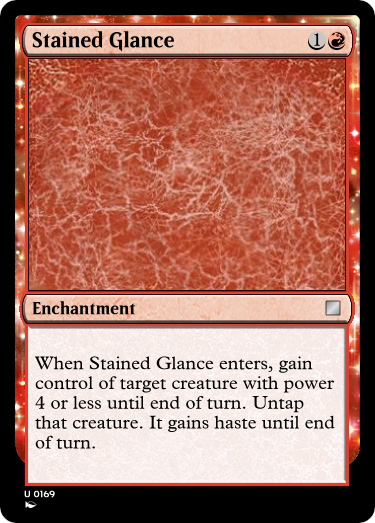 Stained Glance 1
Enchantment
When Stained Glance enters, gain
control of target creature with power
4 or less until end of turn. Untap
that creature. It gains haste until end
of turn.
U 0169